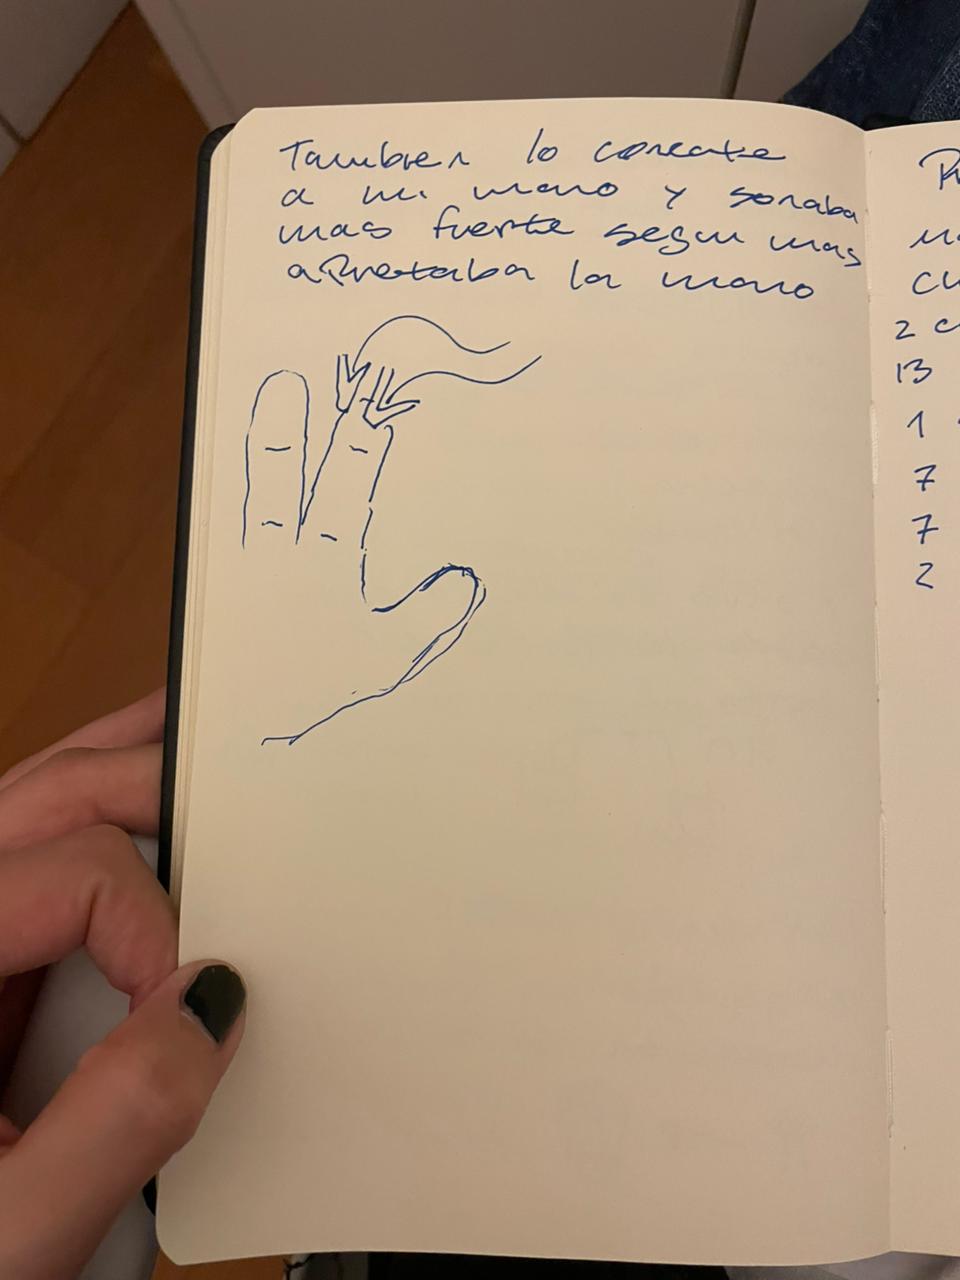 Tambien lo conecte
a mi mano y sonaba
mas fuerte segun mas
apretaba la mano
2 c
13
1
7
7
2